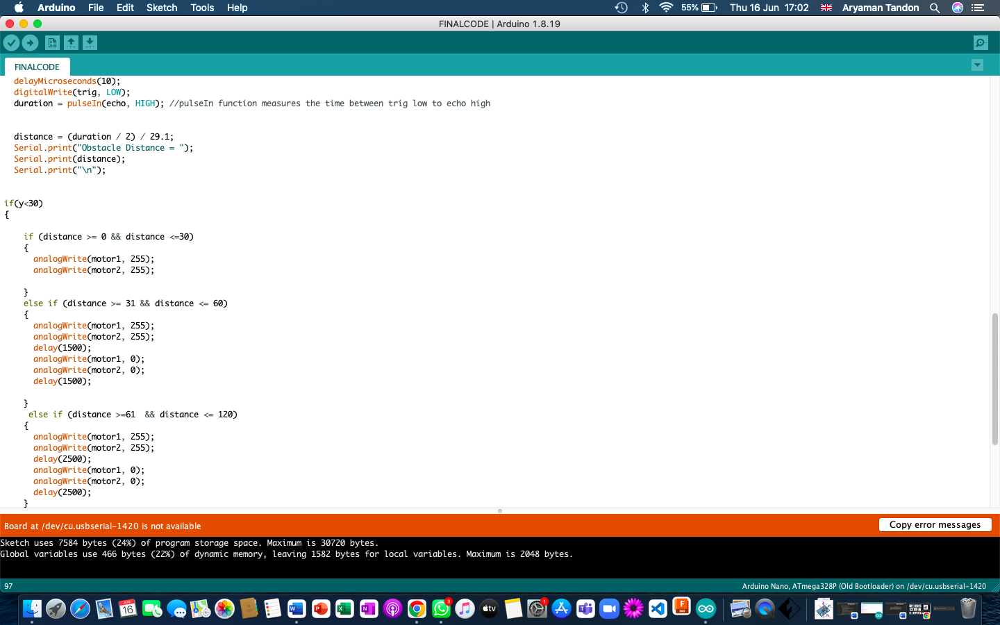 Arduino File Edit Sketch Tools Help 55% Thu 16 Jun 17:02 Aryaman Tandon
FINALCODE | Arduino 1.8.19
FINALCODE
delayMicroseconds(10);
digitalWrite(trig, LOW);
duration = pulseIn(echo, HIGH); //pulseIn function measures the time between trig low to echo high
distance = (duration / 2) / 29.1;
Serial.print("Obstacle Distance = ");
Serial.print(distance);
Serial.print("\n");
if(y<30)
{
if (distance >= 0 && distance <=30)
{
analogWrite(motor1, 255);
analogWrite(motor2, 255);
}
else if (distance >= 31 && distance <= 60)
{
analogWrite(motor1, 255);
analogWrite(motor2, 255);
delay(1500);
analogWrite(motor1, 0);
analogWrite(motor2, 0);
delay(1500);
}
else if (distance >=61  && distance <= 120)
{
analogWrite(motor1, 255);
analogWrite(motor2, 255);
delay(2500);
analogWrite(motor1, 0);
analogWrite(motor2, 0);
delay(2500);
}
Board at /dev/cu.usbserial-1420 is not available
Copy error messages
Sketch uses 7584 bytes (24%) of program storage space. Maximum is 30720 bytes.
Global variables use 466 bytes (22%) of dynamic memory, leaving 1582 bytes for local variables. Maximum is 2048 bytes.
97
Arduino Nano, ATmega328P (Old Bootloader) on /dev/cu.usbserial-1420
JUN
16
3
tv
1